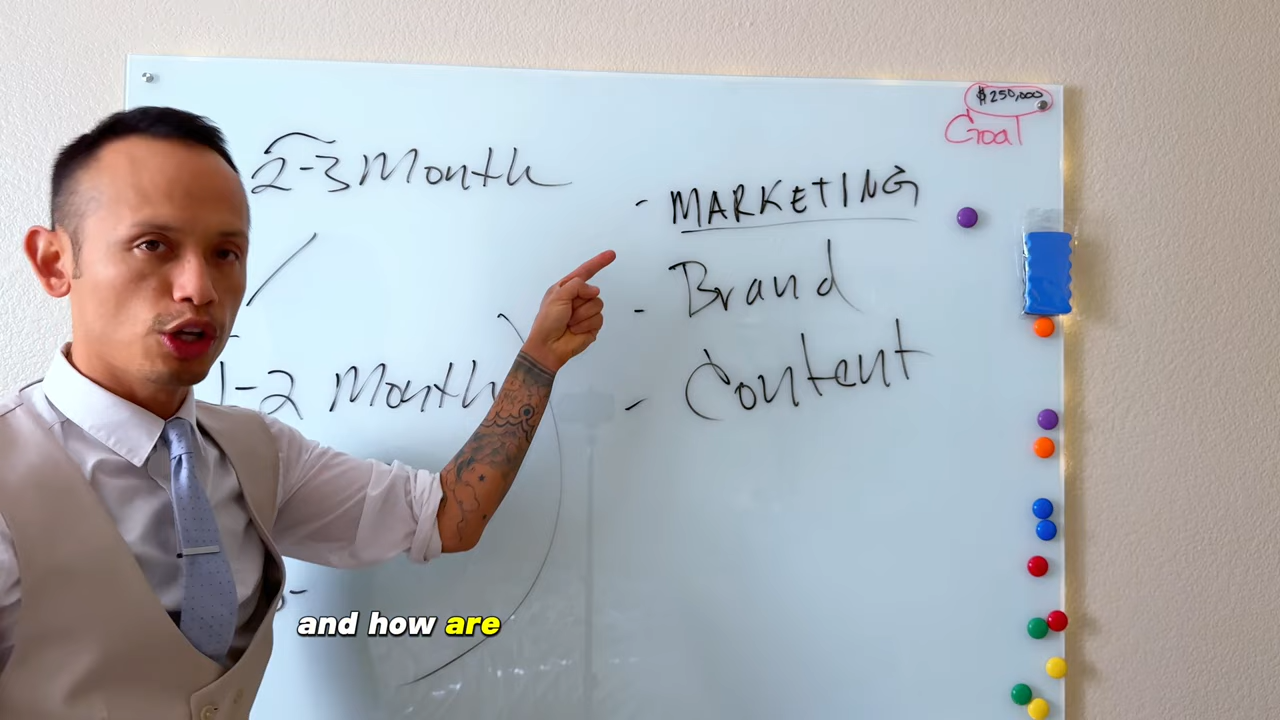 $250,000
Goal
2-3 Month
- MARKETING
- Brand
1-2 Month
- Content
and how are